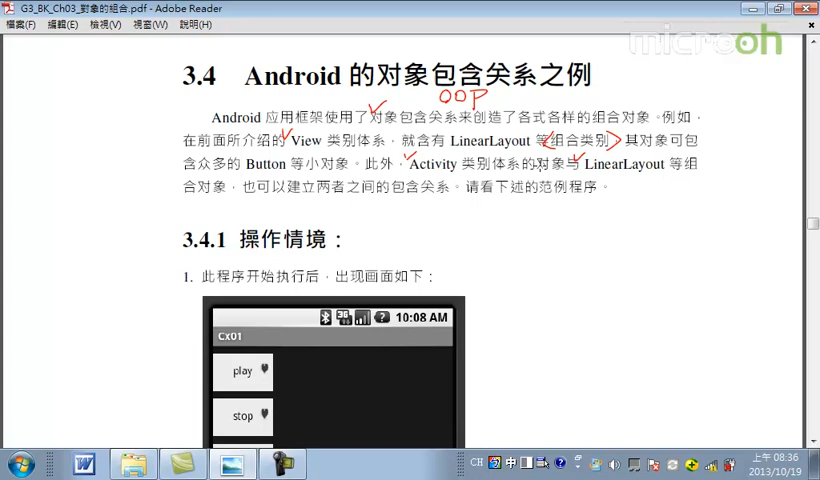 G3_BK_Ch03_對象的組合.pdf - Adobe Reader
microoh
檔案(F) 編輯(E) 檢視(V) 視窗(W) 說明(H)
3.4 Android 的对象包含关系之例
OOP
Android 应用框架使用了对象包含关系来创造了各式各样的组合对象。例如，
在前面所介绍的 View 类别体系，就含有 LinearLayout 等<组合类别>其对象可包
含众多的 Button 等小对象。此外，Activity 类别体系的对象与 LinearLayout 等组
合对象，也可以建立两者之间的包含关系。请看下述的范例程序。
3.4.1 操作情境：
1. 此程序开始执行后，出现画面如下：
3G
10:08 AM
Cx01
play
stop
CH 中
上午 08:36
2013/10/19